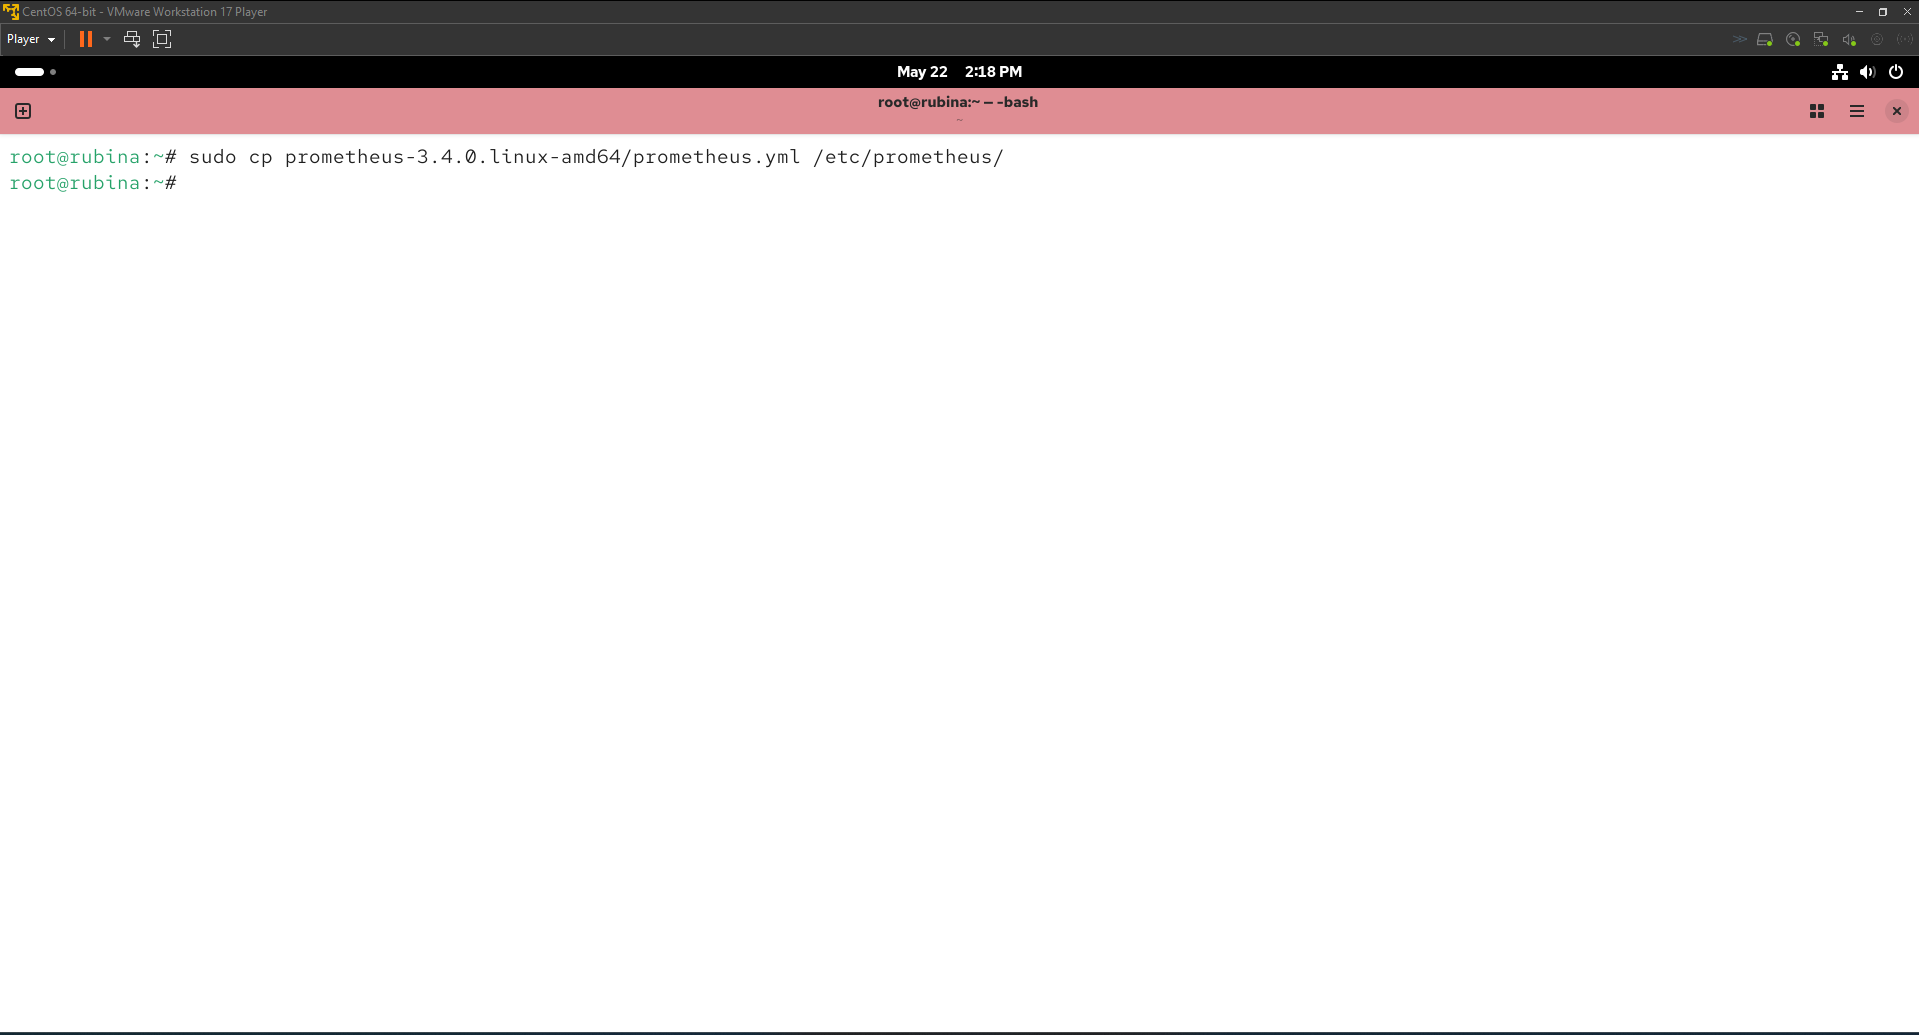 CentOS 64-bit - VMware Workstation 17 Player
Player
May 22 2:18 PM
root@rubina:~ — -bash
~
root@rubina:~# sudo cp prometheus-3.4.0.linux-amd64/prometheus.yml /etc/prometheus/
root@rubina:~#